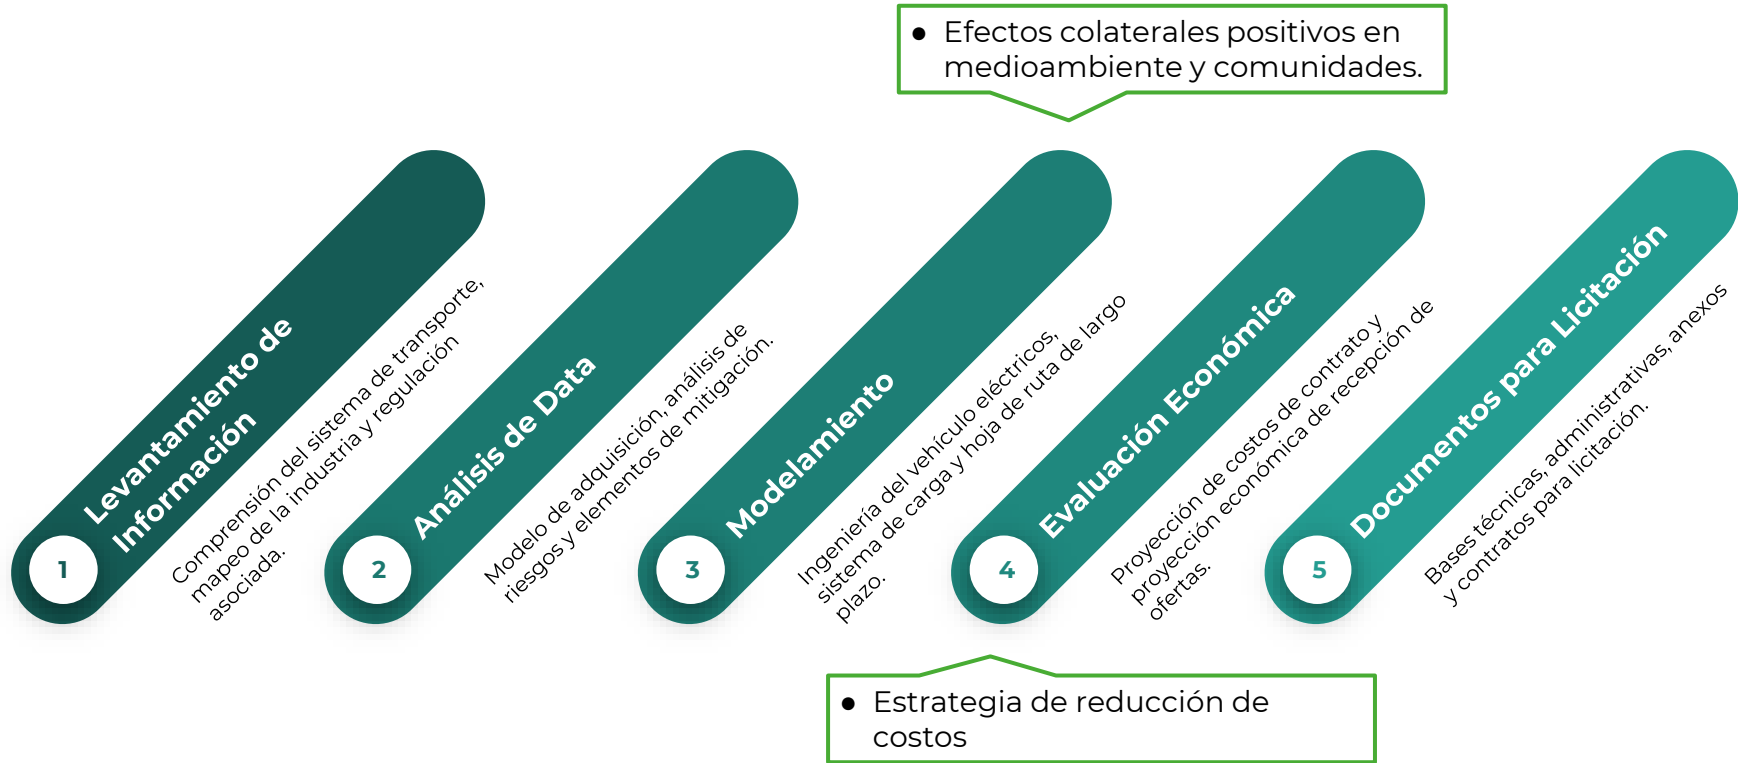 ● Efectos colaterales positivos en
medioambiente y comunidades.
Levantamiento de
Información
1
Comprensión del sistema de transporte,
mapeo de la industria y regulación
asociada.
Análisis de Data
2
Modelo de adquisición, análisis de
riesgos y elementos de mitigación.
Modelamiento
3
Ingeniería del vehículo eléctricos,
sistema de carga y hoja de ruta de largo
plazo.
Evaluación Económica
4
Proyección de costos de contrato y
proyección económica de recepción de
ofertas.
Documentos para Licitación
5
Bases técnicas, administrativas, anexos
y contratos para licitación.
● Estrategia de reducción de
costos